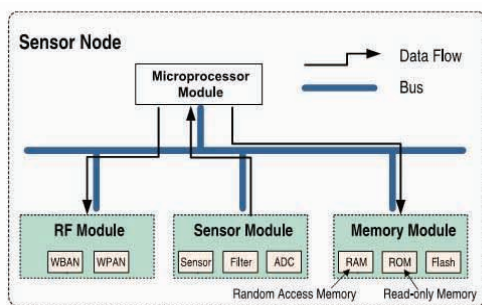 Sensor Node
Data Flow
Bus
Microprocessor
Module
RF Module
WBAN
WPAN
Sensor Module
Sensor
Filter
ADC
Memory Module
RAM
ROM
Flash
Random Access Memory
Read-only Memory